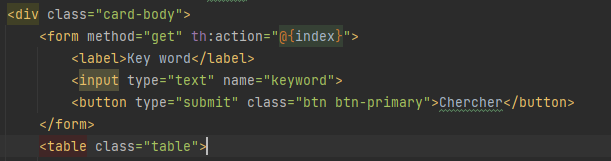 <div class="card-body">
<form method="get" th:action="@{index}">
<label>Key word</label>
<input type="text" name="keyword">
<button type="submit" class="btn btn-primary">Chercher</button>
</form>
<table class="table">